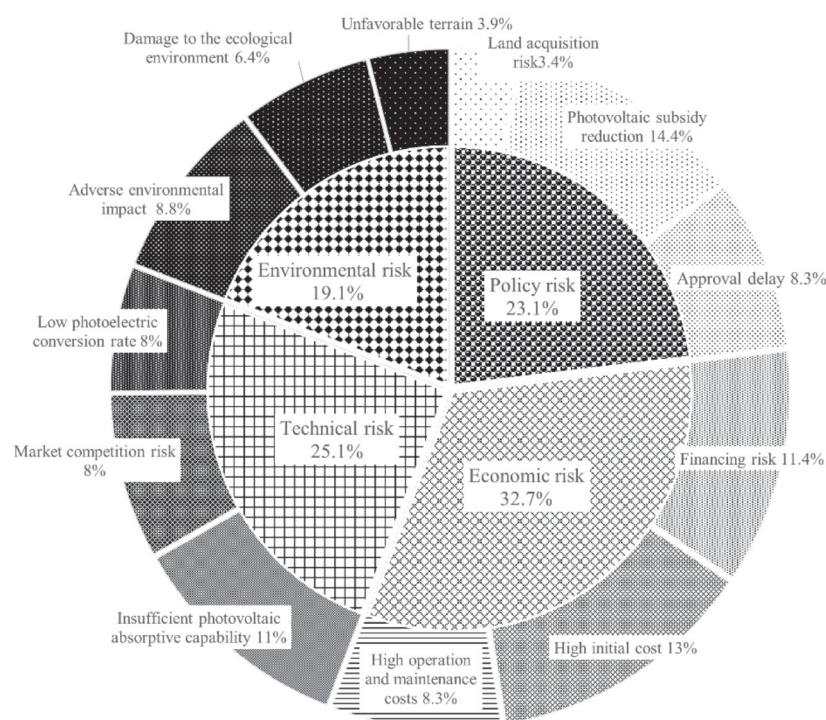 Unfavorable terrain 3.9%
Land acquisition
risk3.4%
Photovoltaic subsidy
reduction 14.4%
Approval delay 8.3%
Financing risk 11.4%
High initial cost 13%
High operation
and maintenance
costs 8.3%
Insufficient photovoltaic
absorptive capability 11%
Market competition risk
8%
Low photoelectric
conversion rate 8%
Adverse environmental
impact 8.8%
Damage to the ecological
environment 6.4%
Environmental risk
19.1%
Policy risk
23.1%
Technical risk
25.1%
Economic risk
32.7%